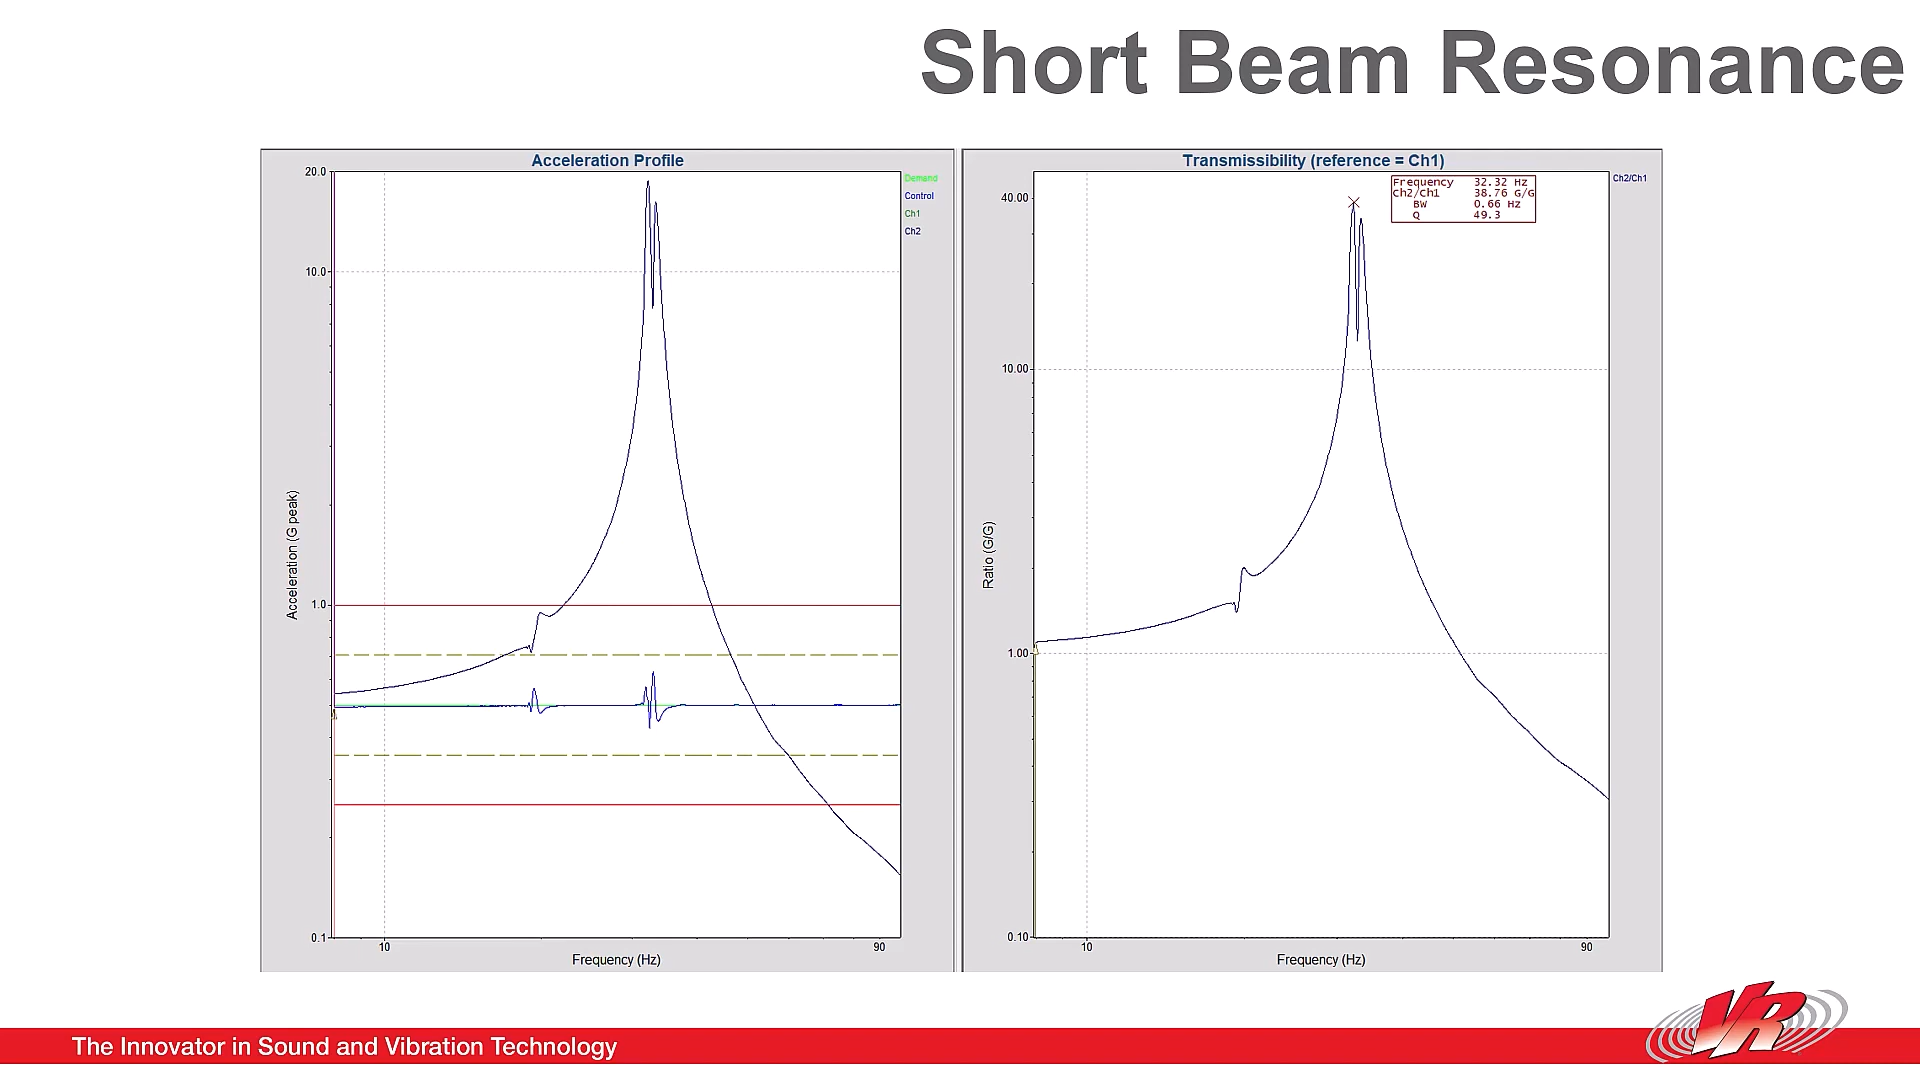 Short Beam Resonance
Acceleration Profile
20.0
10.0
1.0
0.1
Acceleration (G peak)
10
90
Frequency (Hz)
Demand
Control
Ch1
Ch2
Transmissibility (reference = Ch1)
40.00
10.00
1.00
0.10
Ratio (G/G)
10
90
Frequency (Hz)
Frequency 32.32 Hz
Ch2/Ch1 38.76 G/G
BW 0.66 Hz
Q 49.3
Ch2/Ch1
The Innovator in Sound and Vibration Technology
VR